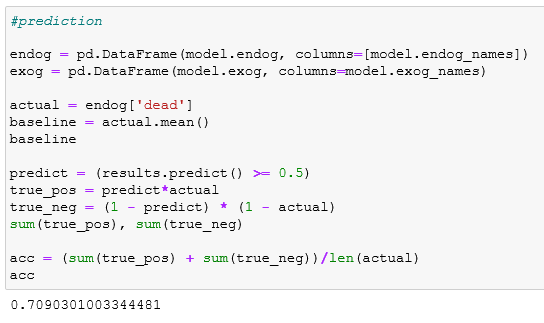 #prediction
endog = pd.DataFrame(model.endog, columns=[model.endog_names])
exog = pd.DataFrame(model.exog, columns=model.exog_names)
actual = endog['dead']
baseline = actual.mean()
baseline
predict = (results.predict() >= 0.5)
true_pos = predict*actual
true_neg = (1 - predict) * (1 - actual)
sum(true_pos), sum(true_neg)
acc = (sum(true_pos) + sum(true_neg))/len(actual)
acc
0.7090301003344481